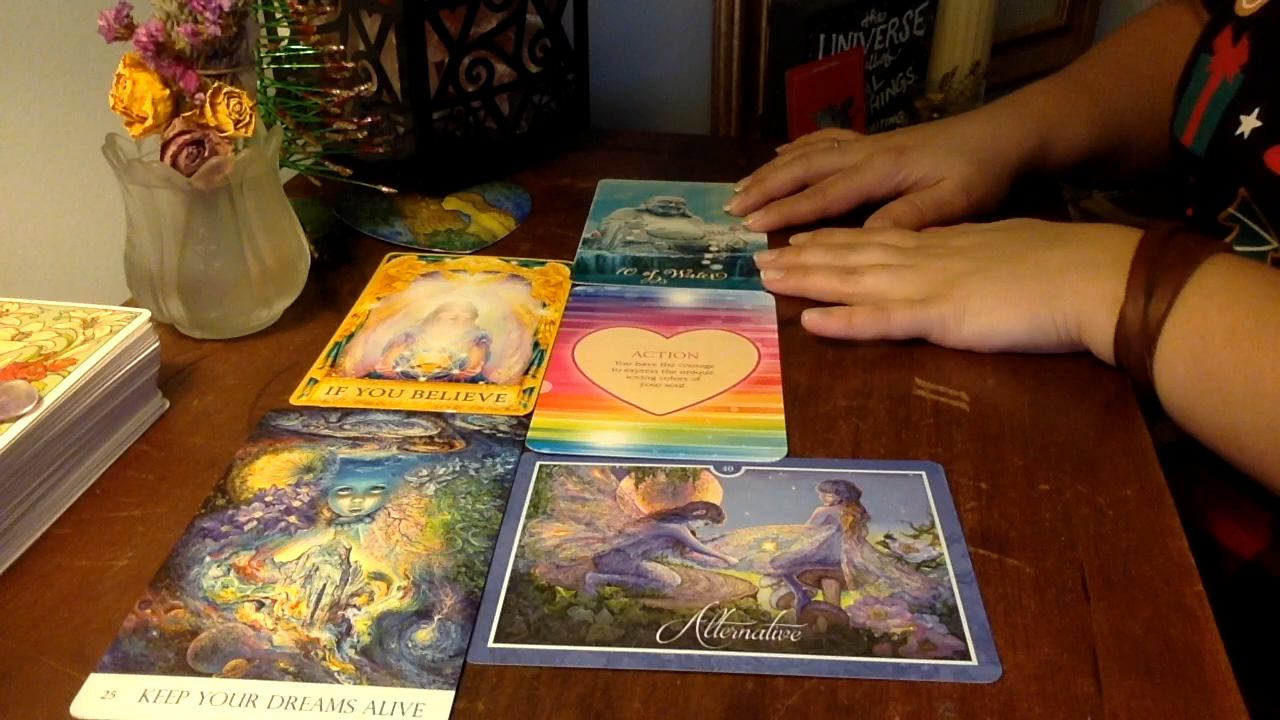 the
UNIVERSE
THINGS.
10 of Water
IF YOU BELIEVE
ACTION
You have the courage
to express the unique,
loving colors of
your soul
40
Alternative
25 KEEP YOUR DREAMS ALIVE